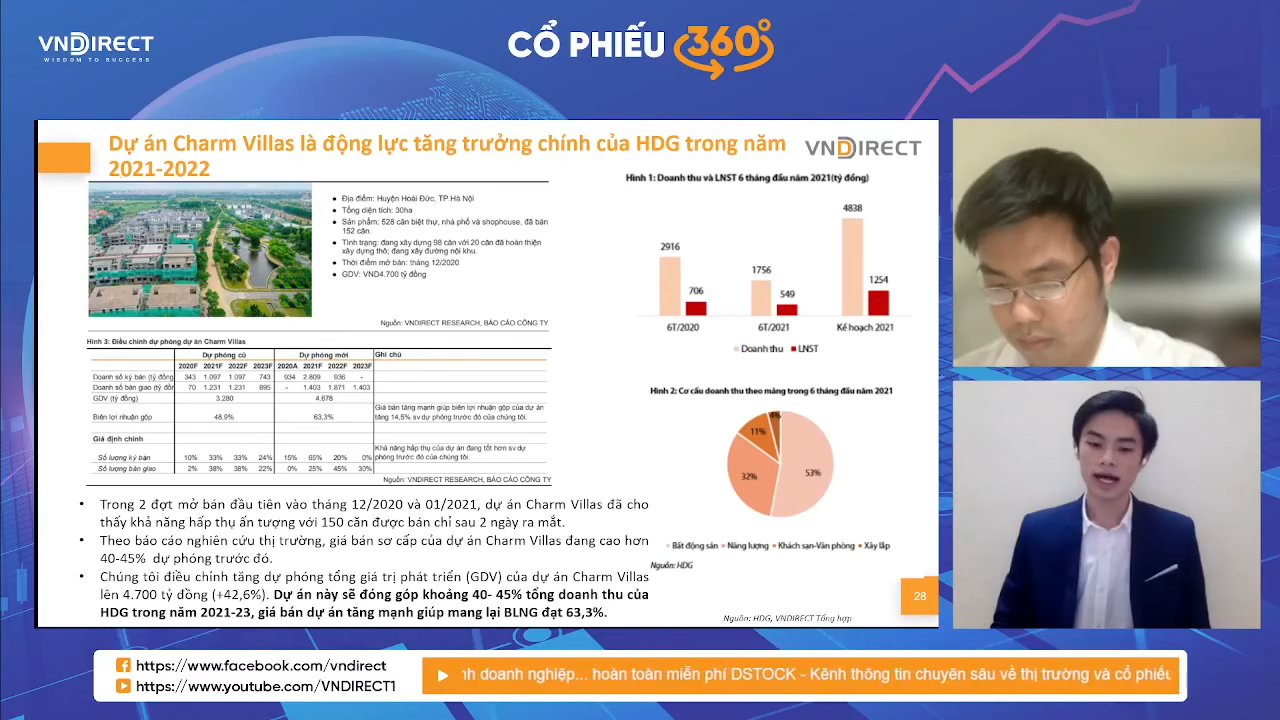 VNDIRECT
WISDOM TO SUCCESS
CỔ PHIẾU 360°
Dự án Charm Villas là động lực tăng trưởng chính của HDG trong năm
2021-2022
VNDIRECT
Địa điểm: Huyện Hoài Đức, TP.Hà Nội
Tổng diện tích: 30ha
Sản phẩm: 528 căn biệt thự, nhà phố và shophouse, đã bán
152 căn.
Tình trạng: đang xây dựng 98 căn với 20 căn đã hoàn thiện
xây dựng thô; đang xây đường nội khu.
Thời điểm mở bán: tháng 12/2020
GDV: VND4.700 tỷ đồng
Nguồn: VNDIRECT RESEARCH, BÁO CÁO CÔNG TY
Hình 3: Điều chỉnh dự phóng dự án Charm Villas
Dự phóng cũ Dự phóng mới Ghi chú
2020F 2021F 2022F 2023F 2020A 2021F 2022F 2023F
Doanh số ký bán (tỷ đồng 343 1.097 1.097 743 934 2.809 936 -
Doanh số bàn giao (tỷ đồn 70 1.231 1.231 895 - 1.403 1.871 1.403
GDV (tỷ đồng) 3.280 4.678
Biên lợi nhuận gộp 48,9% 63,3% Giá bán tăng mạnh giúp biên lợi nhuận gộp của dự án
tăng 14,5% sv dự phóng trước đó của chúng tôi.
Giả định chính
Số lượng ký bán 10% 33% 33% 24% 15% 65% 20% 0% Khả năng hấp thụ của dự án đang tốt hơn sv dự
phóng trước đó của chúng tôi.
Số lượng bàn giao 2% 38% 38% 22% 0% 25% 45% 30%
Nguồn: VNDIRECT RESEARCH, BÁO CÁO CÔNG TY
• Trong 2 đợt mở bán đầu tiên vào tháng 12/2020 và 01/2021, dự án Charm Villas đã cho
thấy khả năng hấp thụ ấn tượng với 150 căn được bán chỉ sau 2 ngày ra mắt.
• Theo báo cáo nghiên cứu thị trường, giá bán sơ cấp của dự án Charm Villas đang cao hơn
40-45% dự phóng trước đó.
• Chúng tôi điều chỉnh tăng dự phóng tổng giá trị phát triển (GDV) của dự án Charm Villas
lên 4.700 tỷ đồng (+42,6%). Dự án này sẽ đóng góp khoảng 40- 45% tổng doanh thu của
HDG trong năm 2021-23, giá bán dự án tăng mạnh giúp mang lại BLNG đạt 63,3%.
Hình 1: Doanh thu và LNST 6 tháng đầu năm 2021(tỷ đồng)
4838
2916
1756
1254
706
549
6T/2020 6T/2021 Kế hoạch 2021
Doanh thu LNST
Hình 2: Cơ cấu doanh thu theo mảng trong 6 tháng đầu năm 2021
4%
11%
32%
53%
Bất động sản Năng lượng Khách sạn-Văn phòng Xây lắp
Nguồn: HDG
28
Nguồn: HDG, VNDIRECT Tổng hợp
https://www.facebook.com/vndirect
https://www.youtube.com/VNDIRECT1
nh doanh nghiệp... hoàn toàn miễn phí DSTOCK - Kênh thông tin chuyên sâu về thị trường và cổ phiếu